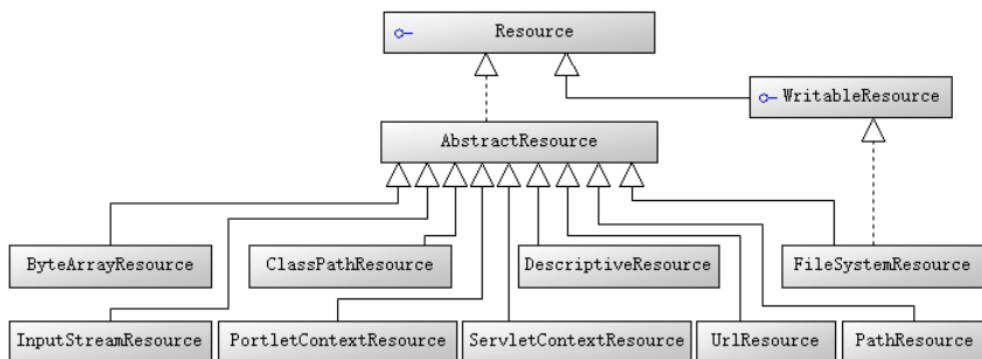 Resource
WritableResource
AbstractResource
ByteArrayResource
ClassPathResource
DescriptiveResource
FileSystemResource
InputStreamResource
PortletContextResource
ServletContextResource
UrlResource
PathResource